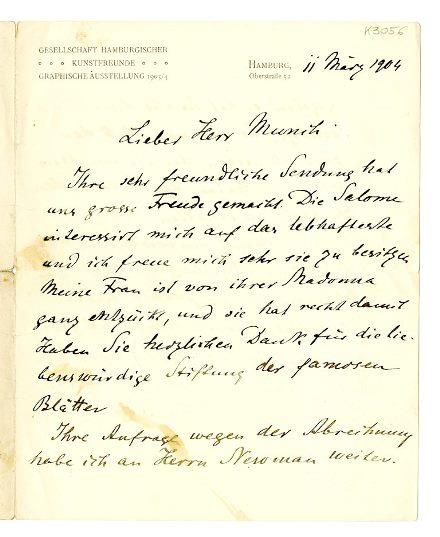 K3056
GESELLSCHAFT HAMBURGISCHER
KUNSTFREUNDE
GRAPHISCHE AUSSTELLUNG 1903/4
HAMBURG, 11 März 1904
Oberstraße 52
Lieber Herr Munch
Ihre sehr freundliche Sendung hat
uns grosse Freude gemacht. Die Salome
interessirt mich auf das lebhafteste
und ich freue mich sehr sie zu besitzen
Meine Frau ist von ihrer Madonna
ganz entzückt, und sie hat recht damit
Haben Sie herzlichen Dank für die lie-
benswürdige Stiftung der famosen
Blätter
Ihre Anfrage wegen der Abrechnung
habe ich an Herrn Newman weiter.